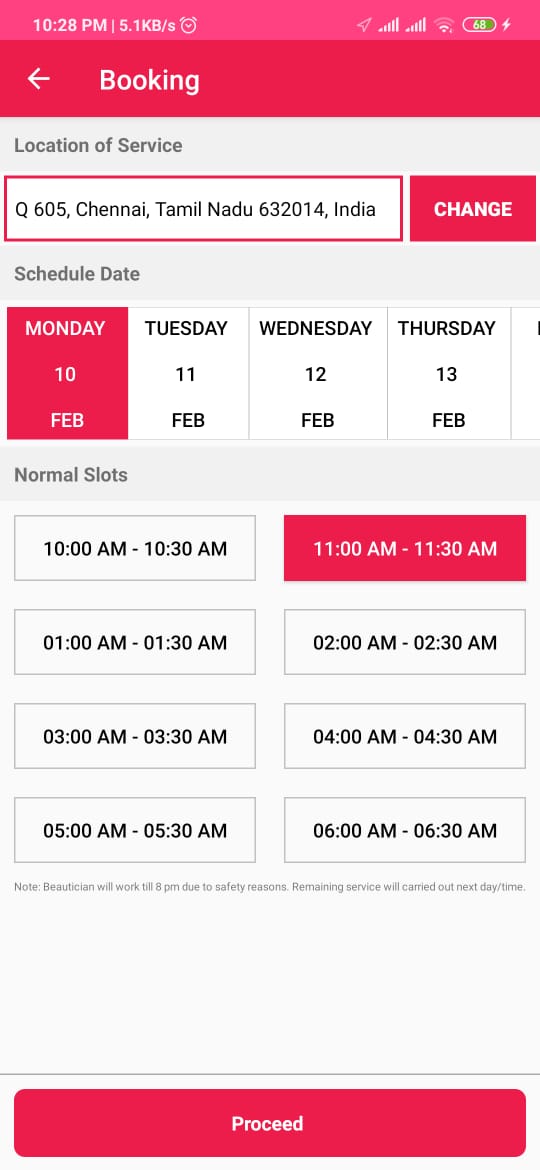 10:28 PM | 5.1KB/s 68
Booking
Location of Service
Q 605, Chennai, Tamil Nadu 632014, India CHANGE
Schedule Date
MONDAY TUESDAY WEDNESDAY THURSDAY
10 11 12 13
FEB FEB FEB FEB
Normal Slots
10:00 AM - 10:30 AM 11:00 AM - 11:30 AM
01:00 AM - 01:30 AM 02:00 AM - 02:30 AM
03:00 AM - 03:30 AM 04:00 AM - 04:30 AM
05:00 AM - 05:30 AM 06:00 AM - 06:30 AM
Note: Beautician will work till 8 pm due to safety reasons. Remaining service will carried out next day/time.
Proceed